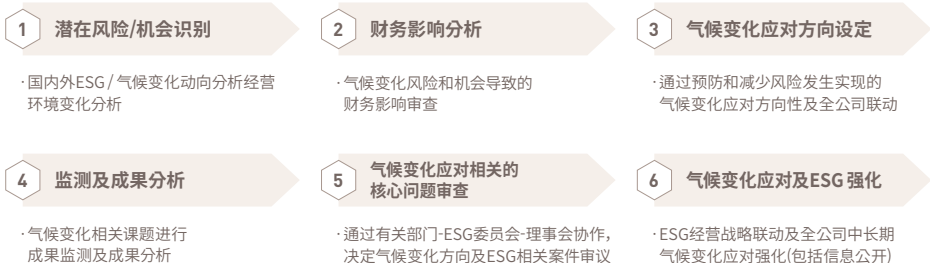 1 潜在风险/机会识别
·国内外ESG / 气候变化动向分析经营
环境变化分析
2 财务影响分析
·气候变化风险和机会导致的
财务影响审查
3 气候变化应对方向设定
·通过预防和减少风险发生实现的
气候变化应对方向性及全公司联动
4 监测及成果分析
·气候变化相关课题进行
成果监测及成果分析
5 气候变化应对相关的
核心问题审查
·通过有关部门-ESG委员会-理事会协作，
决定气候变化方向及ESG相关案件审议
6 气候变化应对及ESG 强化
·ESG经营战略联动及全公司中长期
气候变化应对强化(包括信息公开)